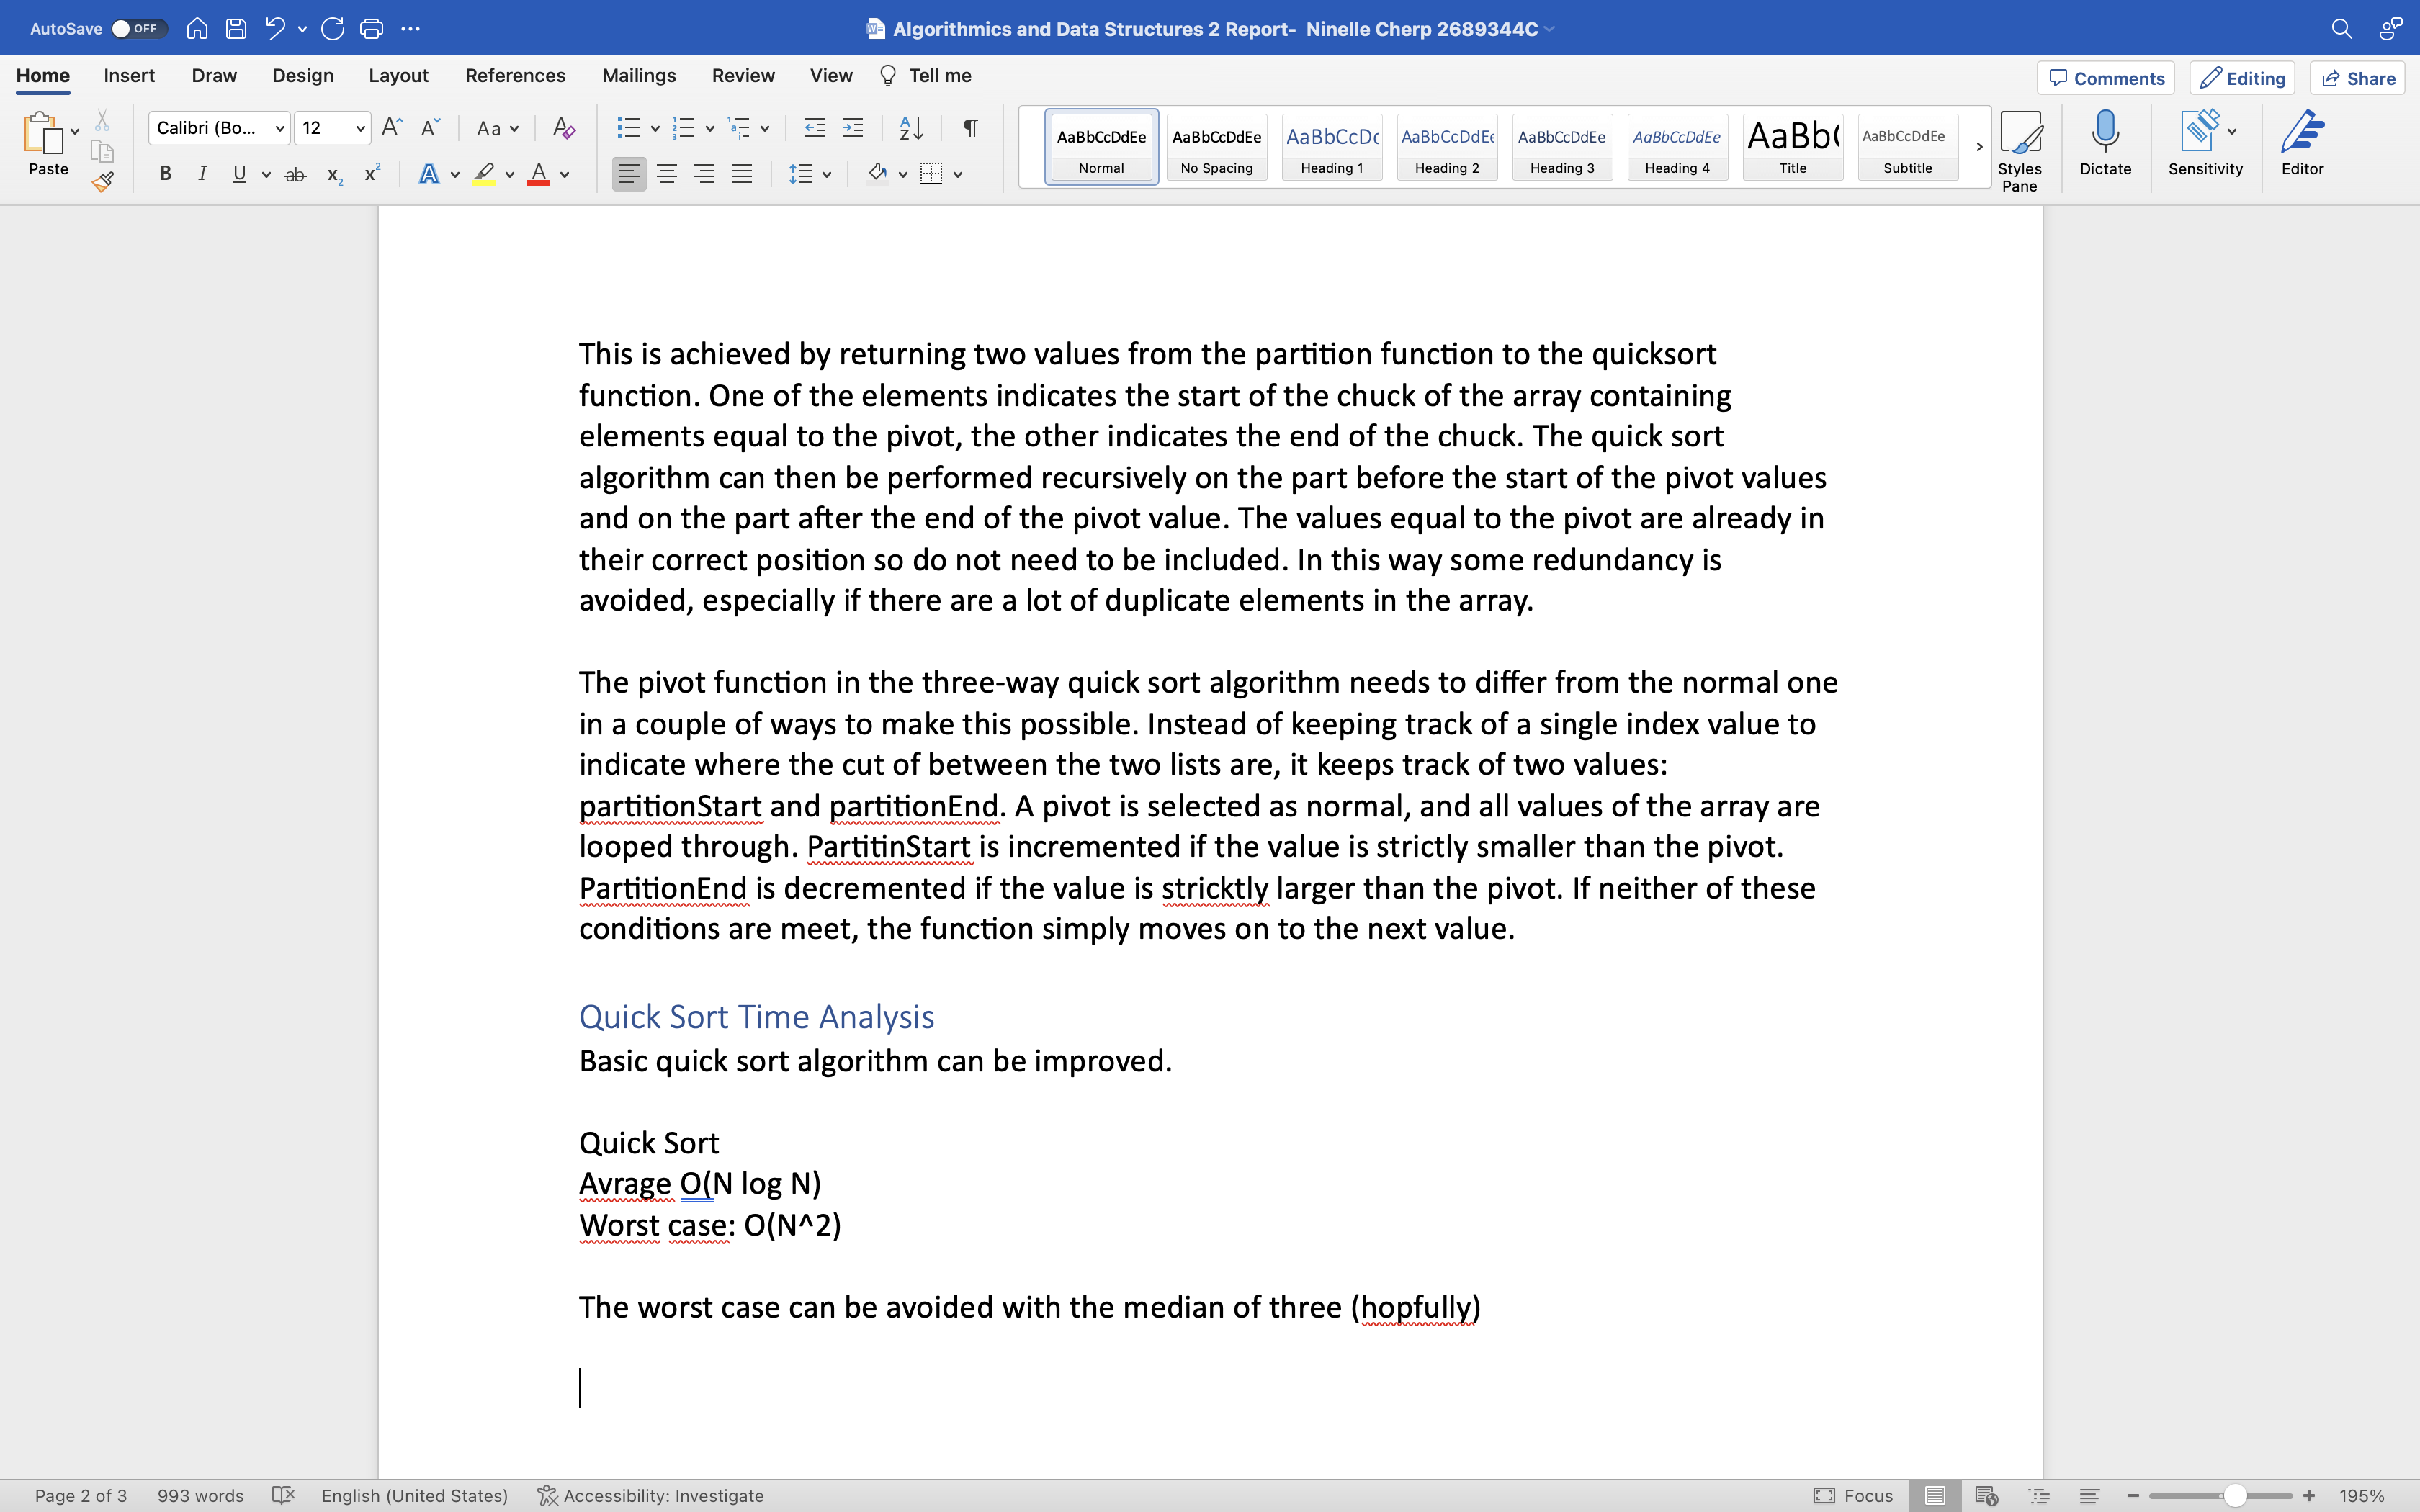 AutoSave OFF
Algorithmics and Data Structures 2 Report- Ninelle Cherp 2689344C
Home Insert Draw Design Layout References Mailings Review View Tell me
Comments Editing Share
Paste
Calibri (Bo... 12
AaBbCcDdEe AaBbCcDdEe AaBbCcDc AaBbCcDdEe AaBbCcDdEe AaBbCcDdEe AaBb( AaBbCcDdEe
Normal No Spacing Heading 1 Heading 2 Heading 3 Heading 4 Title Subtitle
Styles Pane
Dictate
Sensitivity
Editor
This is achieved by returning two values from the partition function to the quicksort
function. One of the elements indicates the start of the chuck of the array containing
elements equal to the pivot, the other indicates the end of the chuck. The quick sort
algorithm can then be performed recursively on the part before the start of the pivot values
and on the part after the end of the pivot value. The values equal to the pivot are already in
their correct position so do not need to be included. In this way some redundancy is
avoided, especially if there are a lot of duplicate elements in the array.
The pivot function in the three-way quick sort algorithm needs to differ from the normal one
in a couple of ways to make this possible. Instead of keeping track of a single index value to
indicate where the cut of between the two lists are, it keeps track of two values:
partitionStart and partitionEnd. A pivot is selected as normal, and all values of the array are
looped through. PartitinStart is incremented if the value is strictly smaller than the pivot.
PartitionEnd is decremented if the value is stricktly larger than the pivot. If neither of these
conditions are meet, the function simply moves on to the next value.
Quick Sort Time Analysis
Basic quick sort algorithm can be improved.
Quick Sort
Avrage O(N log N)
Worst case: O(N^2)
The worst case can be avoided with the median of three (hopfully)
Page 2 of 3 993 words English (United States) Accessibility: Investigate Focus 195%